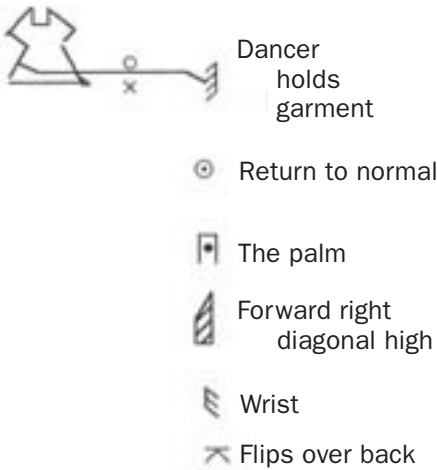 Dancer
holds
garment
Return to normal
The palm
Forward right
diagonal high
Wrist
Flips over back